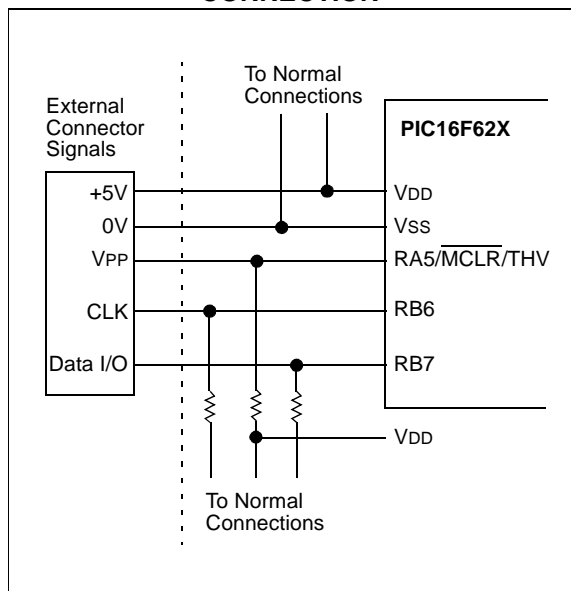 CONNECTION
To Normal
Connections
External
Connector
Signals
PIC16F62X
+5V
VDD
0V
VSS
VPP
RA5/MCLR/THV
CLK
RB6
Data I/O
RB7
VDD
To Normal
Connections